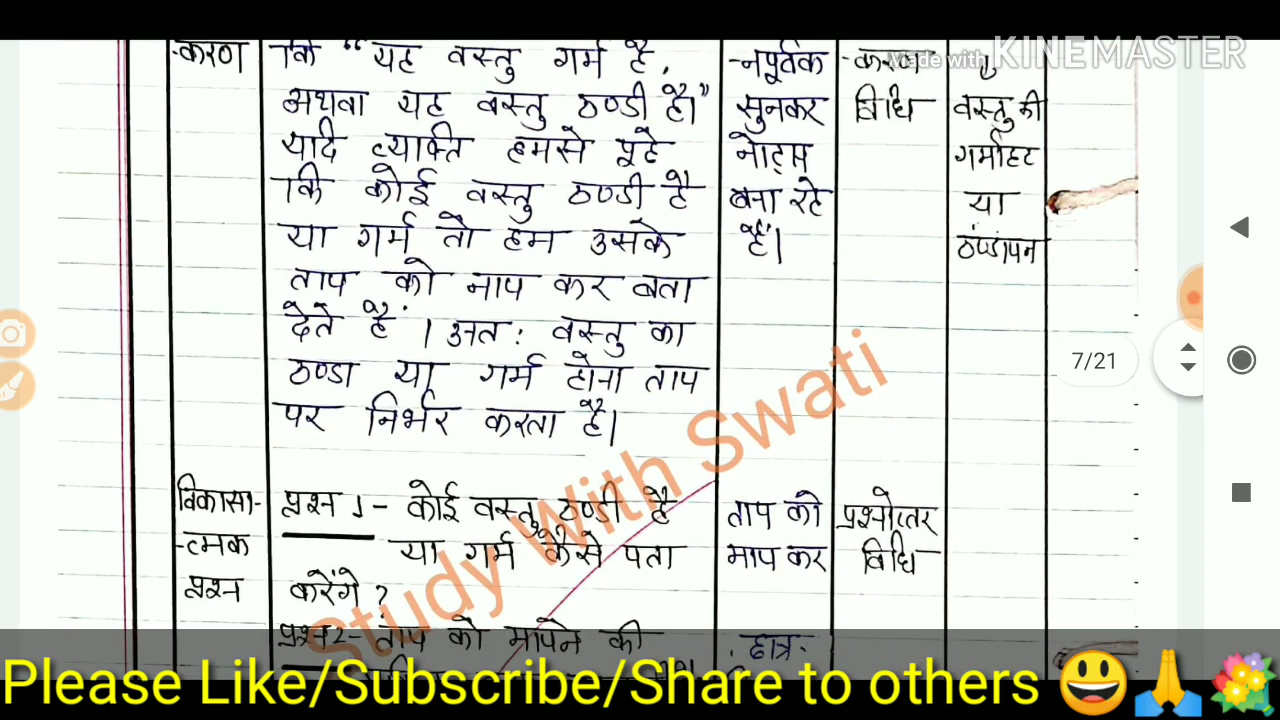 -करण
कि “यह वस्तु गर्म है,
अथवा यह वस्तु ठण्डी है।”
यदि व्यक्ति हमसे पूछे
कि कोई वस्तु ठण्डी है
या गर्म तो हम उसके
ताप को माप कर बता
देते हैं। अतः वस्तु का
ठण्डा या गर्म होना ताप
पर निर्भर करता है।
-नपूर्वक
सुनकर
नोट्स
बना रहे
हैं।
-करण
विधि
वस्तु की
गर्माहट
या
ठंण्डापन
विकासा-
-त्मक
प्रश्न
प्रश्न 1- कोई वस्तु ठण्डी है
या गर्म कैसे पता
करेंगे?
प्रश्न 2- ताप को मापने की
ताप को
माप कर
छात्र
प्रश्नोत्तर
विधि
Made with KINEMASTER
7/21
Study With Swati
Please Like/Subscribe/Share to others 😃🙏💐